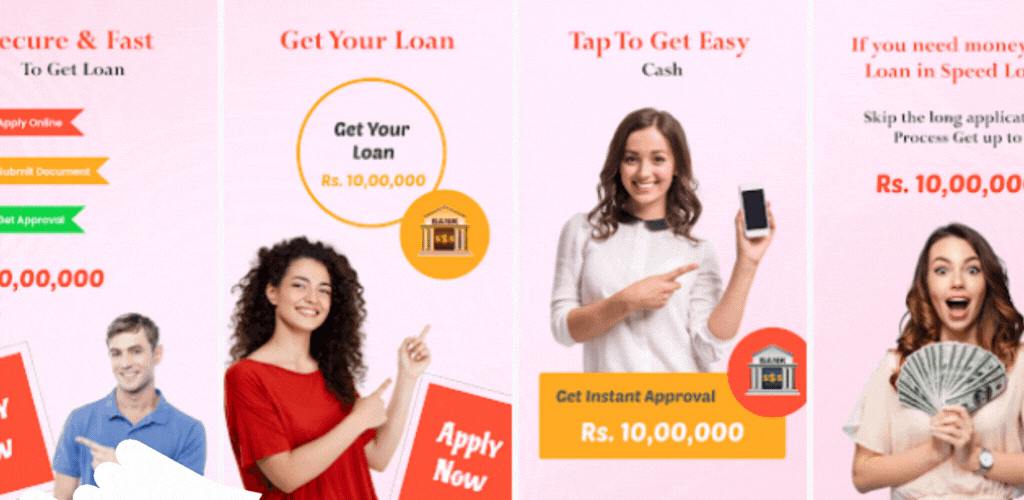 ecure & Fast
To Get Loan
Apply Online
Submit Document
Get Approval
0,00,000
Y
W
Get Your Loan
Get Your
Loan
Rs. 10,00,000
BANK
$$$
Apply
Now
Tap To Get Easy
Cash
BANK
$$$
Get Instant Approval
Rs. 10,00,000
If you need money
Loan in Speed Lo
Skip the long applicat
Process Get up to
Rs. 10,00,00